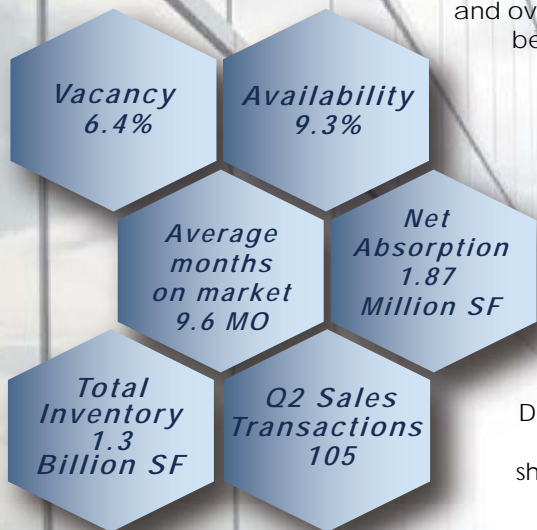 and ov
be
Vacancy
6.4%
Availability
9.3%
Average
months
on market
9.6 MO
Net
Absorption
1.87
Million SF
Total
Inventory
1.3
Billion SF
Q2 Sales
Transactions
105
D
sh